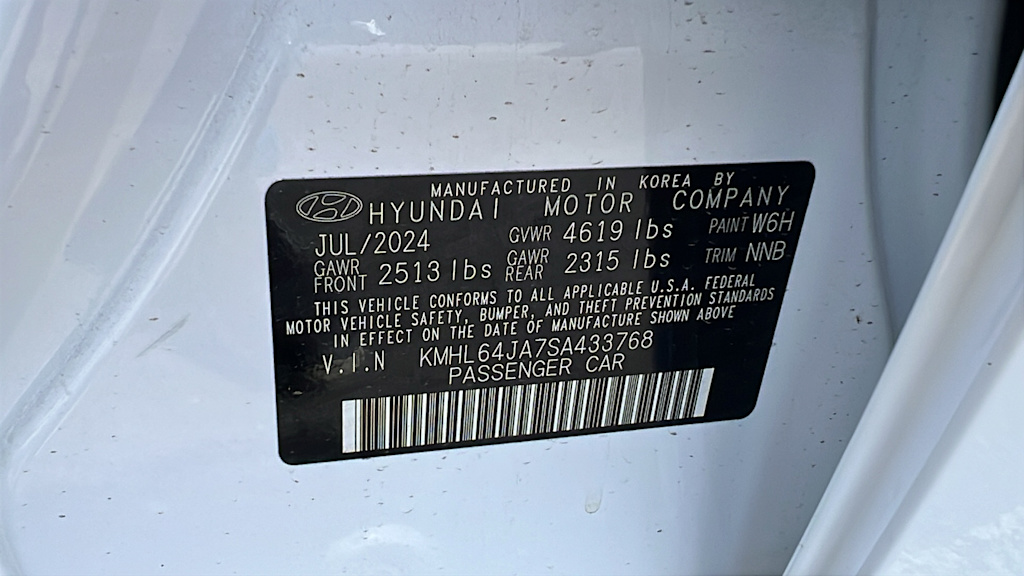 MANUFACTURED IN KOREA BY
HYUNDAI MOTOR COMPANY
JUL/2024 GVWR 4619 lbs PAINT W6H
GAWR FRONT 2513 lbs GAWR REAR 2315 lbs TRIM NNB
THIS VEHICLE CONFORMS TO ALL APPLICABLE U.S.A. FEDERAL
MOTOR VEHICLE SAFETY, BUMPER, AND THEFT PREVENTION STANDARDS
IN EFFECT ON THE DATE OF MANUFACTURE SHOWN ABOVE
V.I.N KMHL64JA7SA433768
PASSENGER CAR